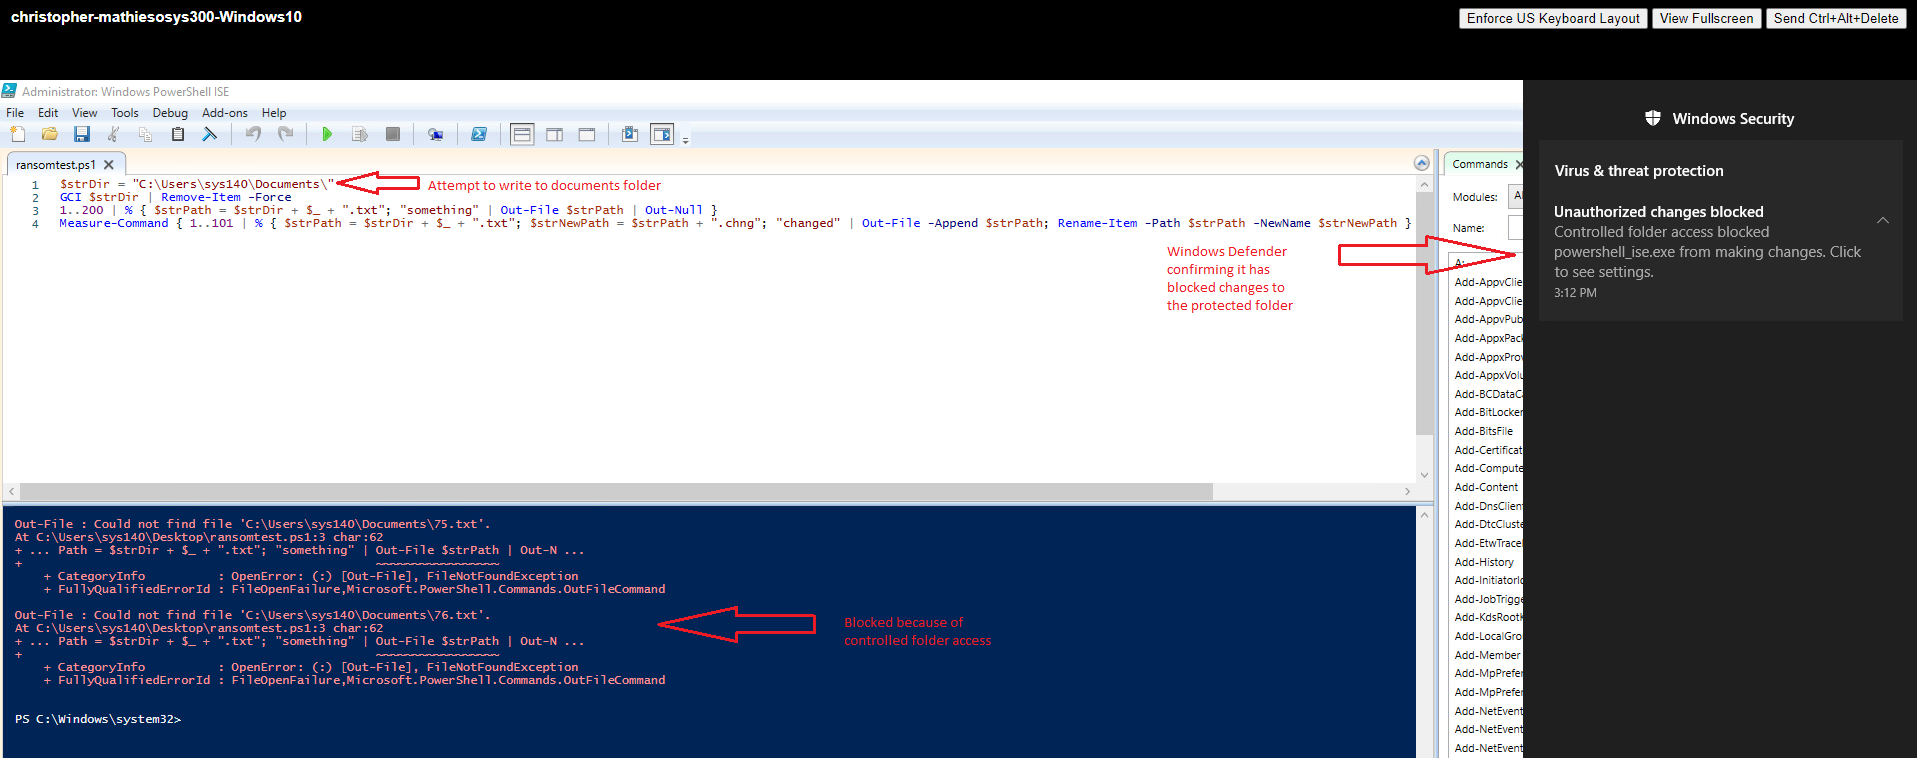 christopher-mathiesosys300-Windows10
Enforce US Keyboard Layout View Fullscreen Send Ctrl+Alt+Delete
Administrator: Windows PowerShell ISE
File Edit View Tools Debug Add-ons Help
ransomtest.ps1
1 $strDir = "C:\Users\sys140\Documents\"
2 GCI $strDir | Remove-Item -Force
3 1..200 | % { $strPath = $strDir + $_ + ".txt"; "something" | Out-File $strPath | Out-Null }
4 Measure-Command { 1..101 | % { $strPath = $strDir + $_ + ".txt"; $strNewPath = $strPath + ".chng"; "changed" | Out-File -Append $strPath; Rename-Item -Path $strPath -NewName $strNewPath }
Attempt to write to documents folder
Windows Defender
confirming it has
blocked changes to
the protected folder
Out-File : Could not find file 'C:\Users\sys140\Documents\75.txt'.
At C:\Users\sys140\Desktop\ransomtest.ps1:3 char:62
+ ... Path = $strDir + $_ + ".txt"; "something" | Out-File $strPath | Out-N ...
+ ~~~~~~~~~~~~~~~~~
+ CategoryInfo : OpenError: (:) [Out-File], FileNotFoundException
+ FullyQualifiedErrorId : FileOpenFailure,Microsoft.PowerShell.Commands.OutFileCommand
Out-File : Could not find file 'C:\Users\sys140\Documents\76.txt'.
At C:\Users\sys140\Desktop\ransomtest.ps1:3 char:62
+ ... Path = $strDir + $_ + ".txt"; "something" | Out-File $strPath | Out-N ...
+ ~~~~~~~~~~~~~~~~~
+ CategoryInfo : OpenError: (:) [Out-File], FileNotFoundException
+ FullyQualifiedErrorId : FileOpenFailure,Microsoft.PowerShell.Commands.OutFileCommand
Blocked because of
controlled folder access
PS C:\Windows\system32>
Commands
Modules: Al
Name:
A:
Add-AppvClie
Add-AppvClie
Add-AppvPub
Add-AppxPack
Add-AppxProv
Add-AppxVolu
Add-BCDataCa
Add-BitLocker
Add-BitsFile
Add-Certificat
Add-Compute
Add-Content
Add-DnsClien
Add-DtcCluste
Add-EtwTrace
Add-History
Add-InitiatorId
Add-JobTrigge
Add-KdsRootK
Add-LocalGro
Add-Member
Add-MpPrefer
Add-MpPrefer
Add-NetEvent
Add-NetEvent
Add-NetEvent
Windows Security
Virus & threat protection
Unauthorized changes blocked
Controlled folder access blocked
powershell_ise.exe from making changes. Click
to see settings.
3:12 PM